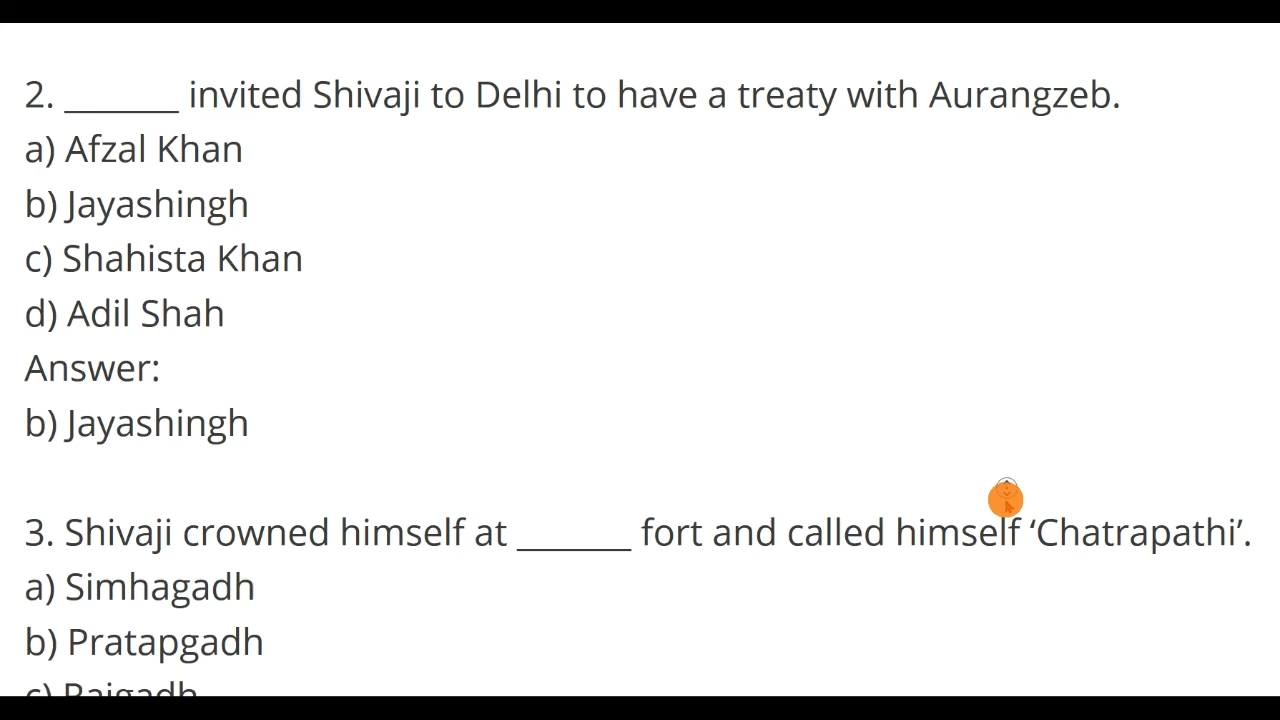 2. _______ invited Shivaji to Delhi to have a treaty with Aurangzeb.
a) Afzal Khan
b) Jayashingh
c) Shahista Khan
d) Adil Shah
Answer:
b) Jayashingh
3. Shivaji crowned himself at _______ fort and called himself ‘Chatrapathi’.
a) Simhagadh
b) Pratapgadh
c) Raigadh